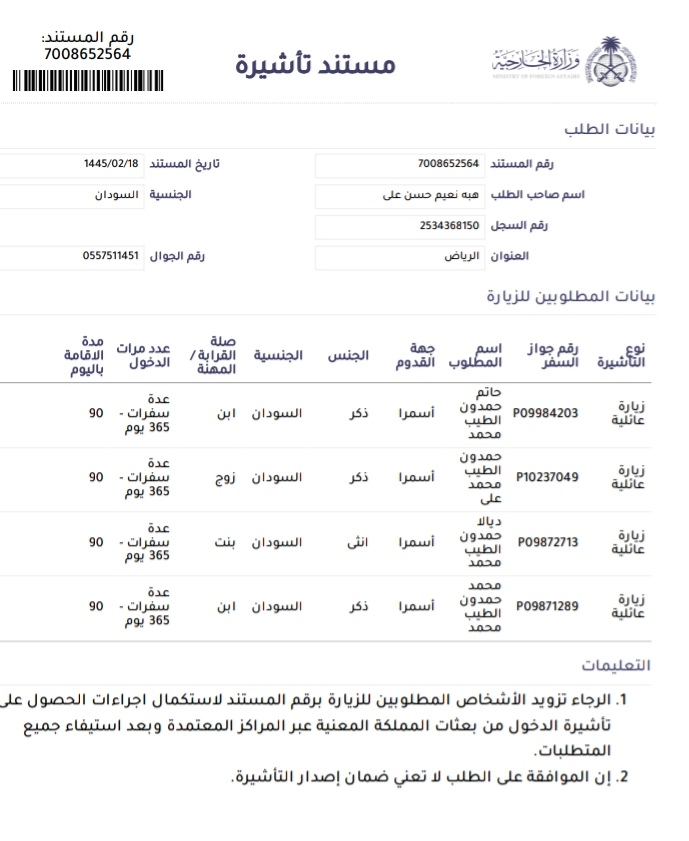 رقم المستند:
7008652564
مستند تأشيرة
وزارة الخارجية
MINISTRY OF FOREIGN AFFAIRS
بيانات الطلب
رقم المستند 7008652564 تاريخ المستند 1445/02/18
اسم صاحب الطلب هبه نعيم حسن على الجنسية السودان
رقم السجل 2534368150
العنوان الرياض رقم الجوال 0557511451
بيانات المطلوبين للزيارة
نوع التأشيرة رقم جواز السفر اسم المطلوب جهة القدوم الجنس الجنسية صلة القرابة / المهنة عدد مرات الدخول مدة الاقامة باليوم
زيارة عائلية P09984203 حاتم حمدون الطيب محمد أسمرا ذكر السودان ابن عدة سفرات - 365 يوم 90
زيارة عائلية P10237049 حمدون الطيب محمد على أسمرا ذكر السودان زوج عدة سفرات - 365 يوم 90
زيارة عائلية P09872713 ديالا حمدون الطيب محمد أسمرا انثى السودان بنت عدة سفرات - 365 يوم 90
زيارة عائلية P09871289 محمد حمدون الطيب محمد أسمرا ذكر السودان ابن عدة سفرات - 365 يوم 90
التعليمات
1. الرجاء تزويد الأشخاص المطلوبين للزيارة برقم المستند لاستكمال اجراءات الحصول على
تأشيرة الدخول من بعثات المملكة المعنية عبر المراكز المعتمدة وبعد استيفاء جميع
المتطلبات.
2. إن الموافقة على الطلب لا تعني ضمان إصدار التأشيرة.